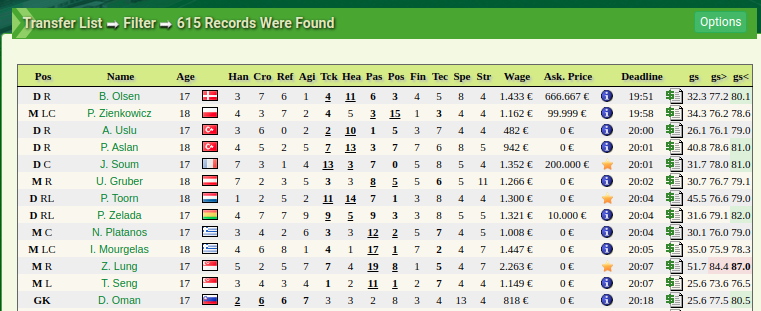 Transfer List ➞ Filter ➞ 615 Records Were Found
Options
Pos Name Age Han Cro Ref Agi Tck Hea Pas Pos Fin Tec Spe Str Wage Ask. Price Deadline gs gs> gs<
D R B. Olsen 17 3 7 6 1 4 11 6 3 4 5 8 4 1.433 € 666.667 € 19:51 32.3 77.2 80.1
M LC P. Zienkowicz 18 4 3 7 2 4 5 3 15 1 3 4 4 1.162 € 99.999 € 19:58 34.3 76.2 78.6
D R A. Uslu 17 3 6 0 2 2 10 1 5 3 7 4 4 482 € 0 € 20:00 26.1 76.1 79.0
D R P. Aslan 18 4 5 2 5 7 13 3 7 7 6 8 5 942 € 0 € 20:01 40.8 78.6 81.0
D C J. Soum 17 7 3 1 4 13 3 7 0 5 8 5 4 1.352 € 200.000 € 20:01 31.7 78.0 81.0
M R U. Gruber 18 7 2 3 5 3 3 8 5 5 6 5 11 1.266 € 0 € 20:02 30.7 76.7 79.1
D RL P. Toorn 18 1 2 5 2 11 14 7 1 3 8 4 4 1.300 € 0 € 20:04 45.5 76.6 79.0
D RL P. Zelada 17 4 7 7 9 9 5 9 3 3 8 5 5 1.321 € 10.000 € 20:04 31.6 79.1 82.0
M C N. Platanos 17 3 4 2 6 3 3 12 2 5 7 4 5 1.008 € 0 € 20:04 30.1 76.0 79.0
M LC I. Mourgelas 18 4 6 8 1 4 1 17 1 7 2 4 7 1.447 € 0 € 20:05 35.0 75.9 78.3
M R Z. Lung 17 5 2 5 7 7 4 19 8 1 5 4 7 2.263 € 0 € 20:07 51.7 84.4 87.0
M L T. Seng 17 3 4 3 4 1 2 11 1 2 7 4 4 1.149 € 0 € 20:07 25.6 73.6 76.5
GK D. Oman 17 2 6 6 7 3 3 2 8 3 4 13 4 818 € 0 € 20:18 25.6 77.5 80.5